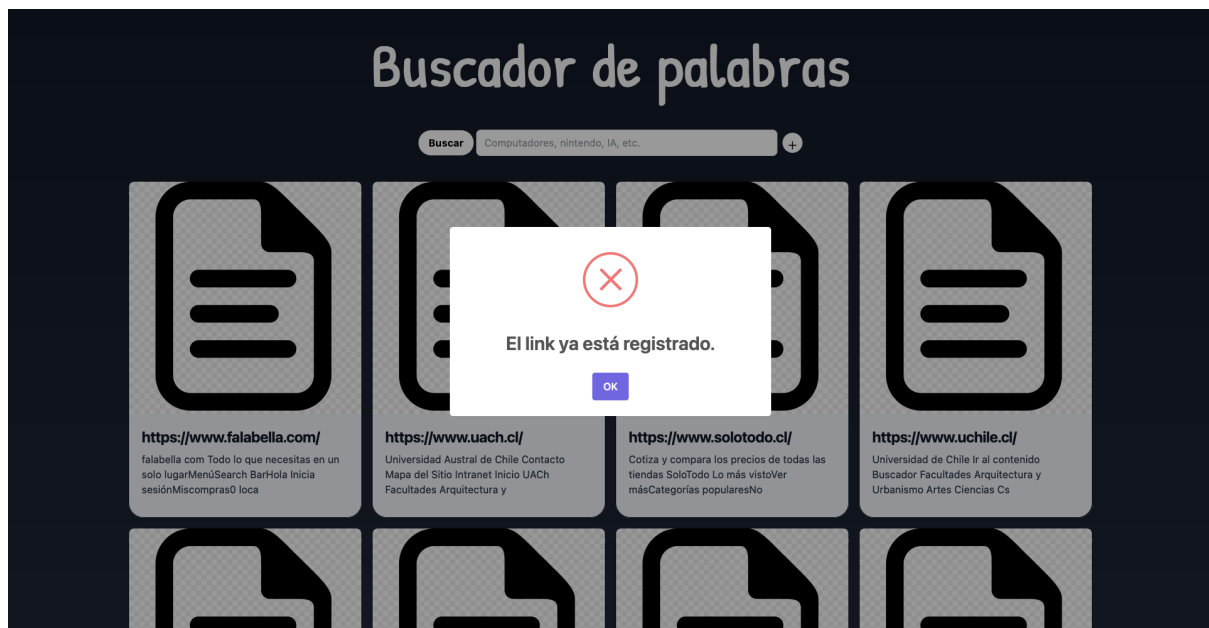 Buscador de palabras
Buscar
Computadores, nintendo, IA, etc.
+
El link ya está registrado.
OK
https://www.falabella.com/
falabella com Todo lo que necesitas en un
solo lugarMenúSearch BarHola Inicia
sesiónMiscompras0 loca
https://www.uach.cl/
Universidad Austral de Chile Contacto
Mapa del Sitio Intranet Inicio UACh
Facultades Arquitectura y
https://www.solotodo.cl/
Cotiza y compara los precios de todas las
tiendas SoloTodo Lo más vistoVer
másCategorías popularesNo
https://www.uchile.cl/
Universidad de Chile Ir al contenido
Buscador Facultades Arquitectura y
Urbanismo Artes Ciencias Cs